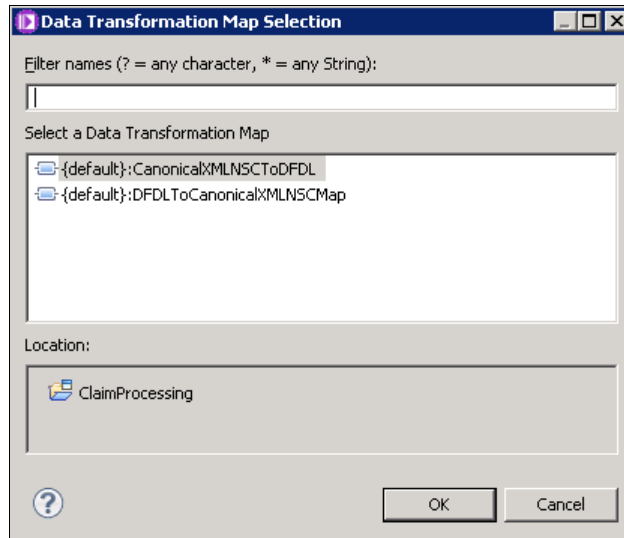 Data Transformation Map Selection
Filter names (? = any character, * = any String):
Select a Data Transformation Map
{default}:CanonicalXMLNSCToDFDL
{default}:DFDLToCanonicalXMLNSCMap
Location:
ClaimProcessing
?
OK
Cancel